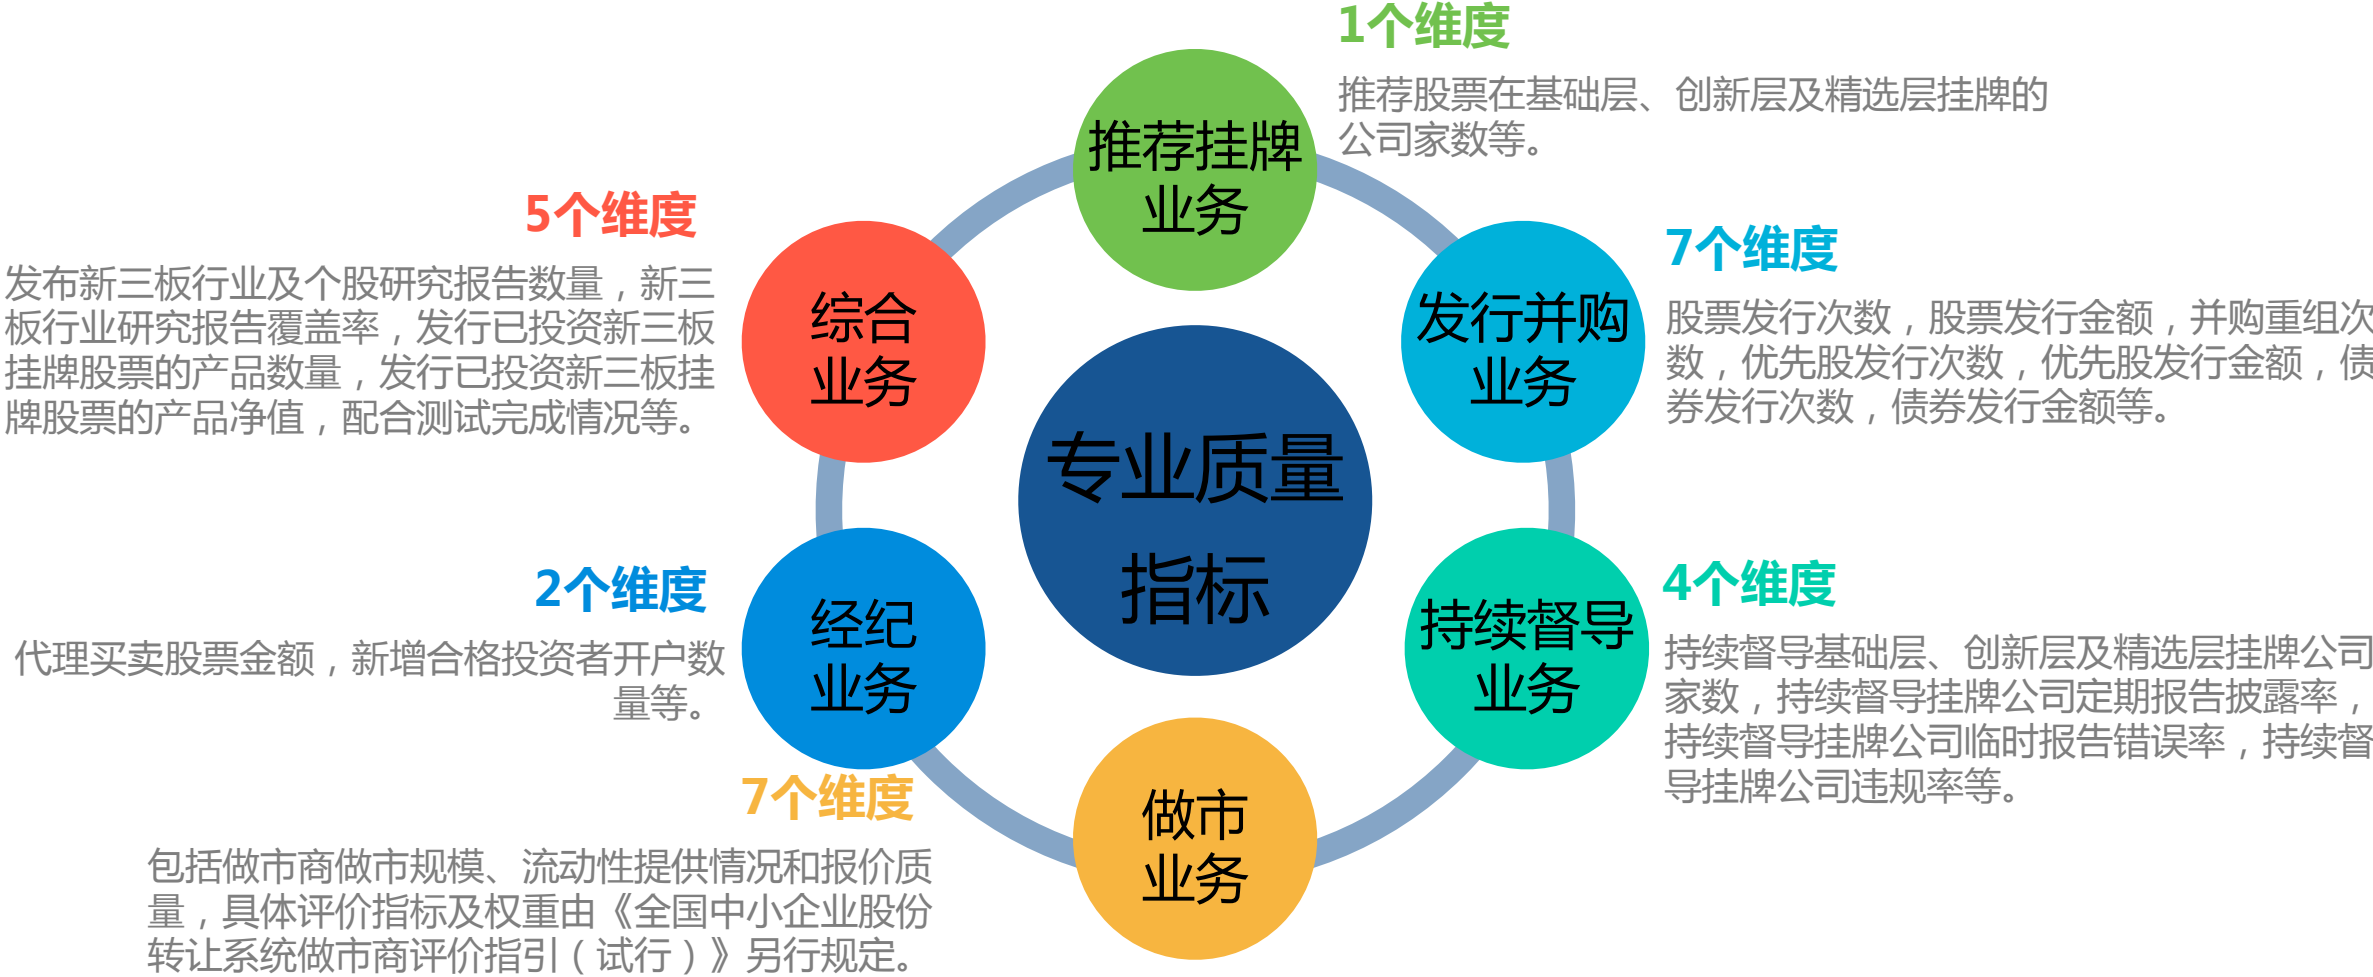 专业质量
指标
推荐挂牌
业务
1个维度
推荐股票在基础层、创新层及精选层挂牌的
公司家数等。
发行并购
业务
7个维度
股票发行次数，股票发行金额，并购重组次
数，优先股发行次数，优先股发行金额，债
券发行次数，债券发行金额等。
持续督导
业务
4个维度
持续督导基础层、创新层及精选层挂牌公司
家数，持续督导挂牌公司定期报告披露率，
持续督导挂牌公司临时报告错误率，持续督
导挂牌公司违规率等。
做市
业务
7个维度
包括做市商做市规模、流动性提供情况和报价质
量，具体评价指标及权重由《全国中小企业股份
转让系统做市商评价指引（试行）》另行规定。
经纪
业务
2个维度
代理买卖股票金额，新增合格投资者开户数
量等。
综合
业务
5个维度
发布新三板行业及个股研究报告数量，新三
板行业研究报告覆盖率，发行已投资新三板
挂牌股票的产品数量，发行已投资新三板挂
牌股票的产品净值，配合测试完成情况等。